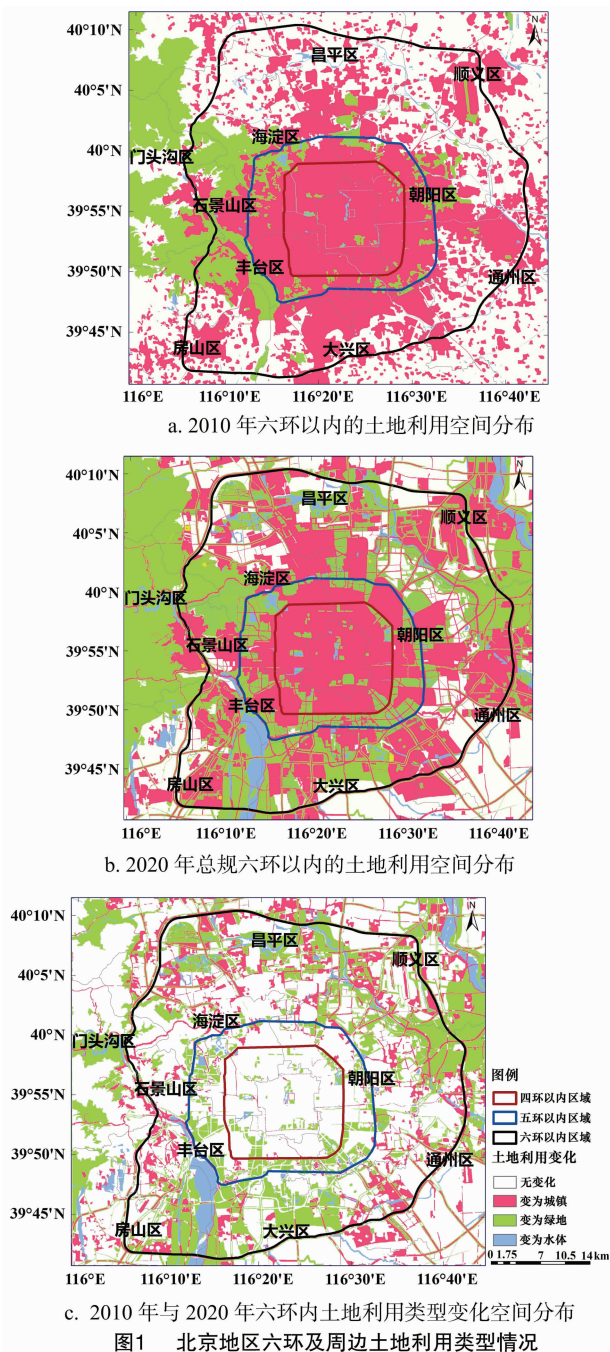 N
40°10′N
40°5′N
40°N
39°55′N
39°50′N
39°45′N
昌平区
顺义区
海淀区
门头沟区
朝阳区
石景山区
丰台区
通州区
房山区
大兴区
116°E 116°10′E 116°20′E 116°30′E 116°40′E
a. 2010 年六环以内的土地利用空间分布
N
40°10′N
40°5′N
40°N
39°55′N
39°50′N
39°45′N
昌平区
顺义区
海淀区
门头沟区
朝阳区
石景山区
丰台区
通州区
房山区
大兴区
116°E 116°10′E 116°20′E 116°30′E 116°40′E
b. 2020 年总规六环以内的土地利用空间分布
N
40°10′N
40°5′N
40°N
39°55′N
39°50′N
39°45′N
昌平区
顺义区
海淀区
门头沟区
朝阳区
石景山区
丰台区
通州区
房山区
大兴区
116°E 116°10′E 116°20′E 116°30′E 116°40′E
图例
四环以内区域
五环以内区域
六环以内区域
土地利用变化
无变化
变为城镇
变为绿地
变为水体
0 1.75 7 10.5 14 km
c. 2010 年与 2020 年六环内土地利用类型变化空间分布
图1 北京地区六环及周边土地利用类型情况